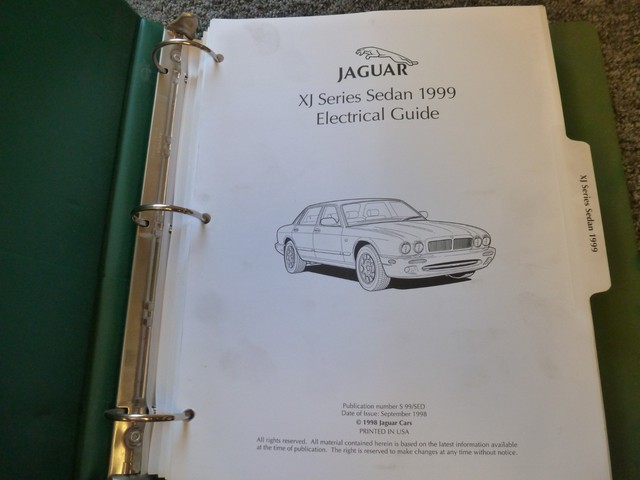 JAGUAR
XJ Series Sedan 1999
Electrical Guide
XJ Series Sedan 1999
Publication number S 99/SED
Date of Issue: September 1998
© 1998 Jaguar Cars
PRINTED IN USA
All rights reserved. All material contained herein is based on the latest information available
at the time of publication. The right is reserved to make changes at any time without notice.